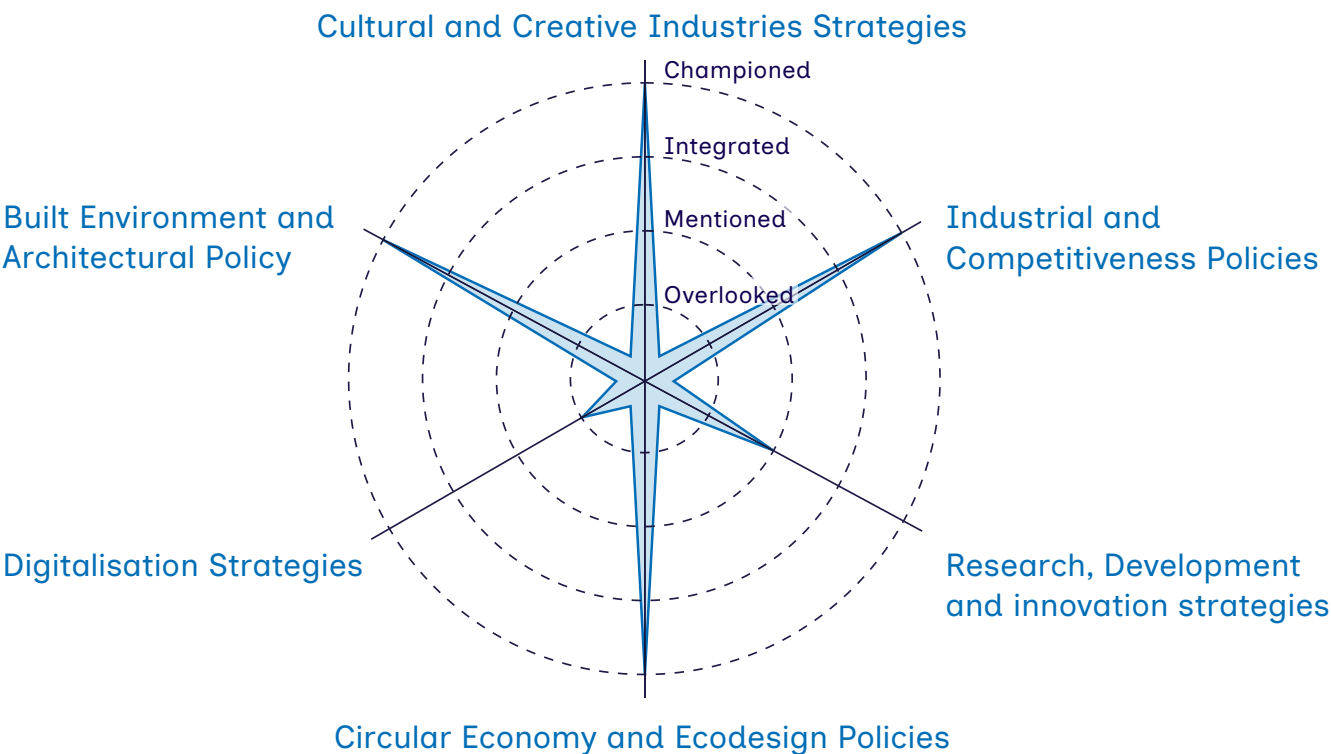 Cultural and Creative Industries Strategies
Championed
Integrated
Mentioned
Overlooked
Built Environment and
Architectural Policy
Industrial and
Competitiveness Policies
Digitalisation Strategies
Research, Development
and innovation strategies
Circular Economy and Ecodesign Policies